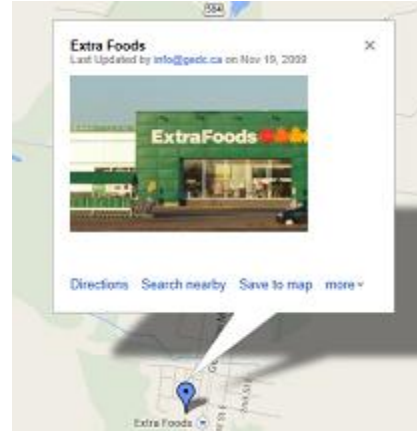 584
Extra Foods
Last Updated by info@gedc.ca on Nov 19, 2009
ExtraFoods
Directions Search nearby Save to map more
Extra Foods